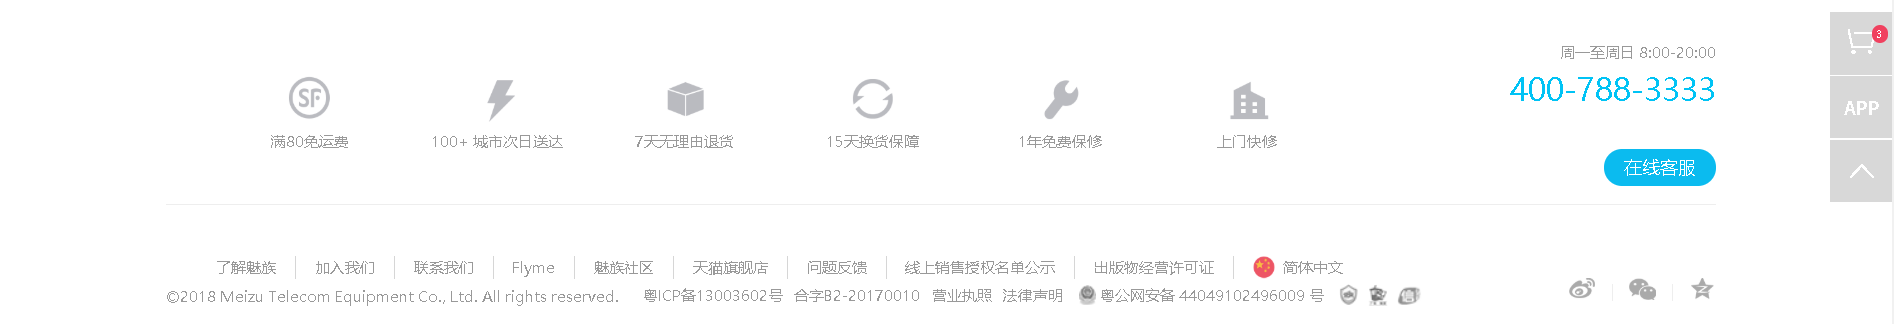 周一至周日 8:00-20:00
3
400-788-3333
SF
APP
满80免运费 100+ 城市次日送达 7天无理由退货 15天换货保障 1年免费保修 上门快修
在线客服
了解魅族 加入我们 联系我们 Flyme 魅族社区 天猫旗舰店 问题反馈 线上销售授权名单公示 出版物经营许可证 简体中文
©2018 Meizu Telecom Equipment Co., Ltd. All rights reserved. 粤ICP备13003602号 合字B2-20170010 营业执照 法律声明 粤公网安备 44049102496009 号